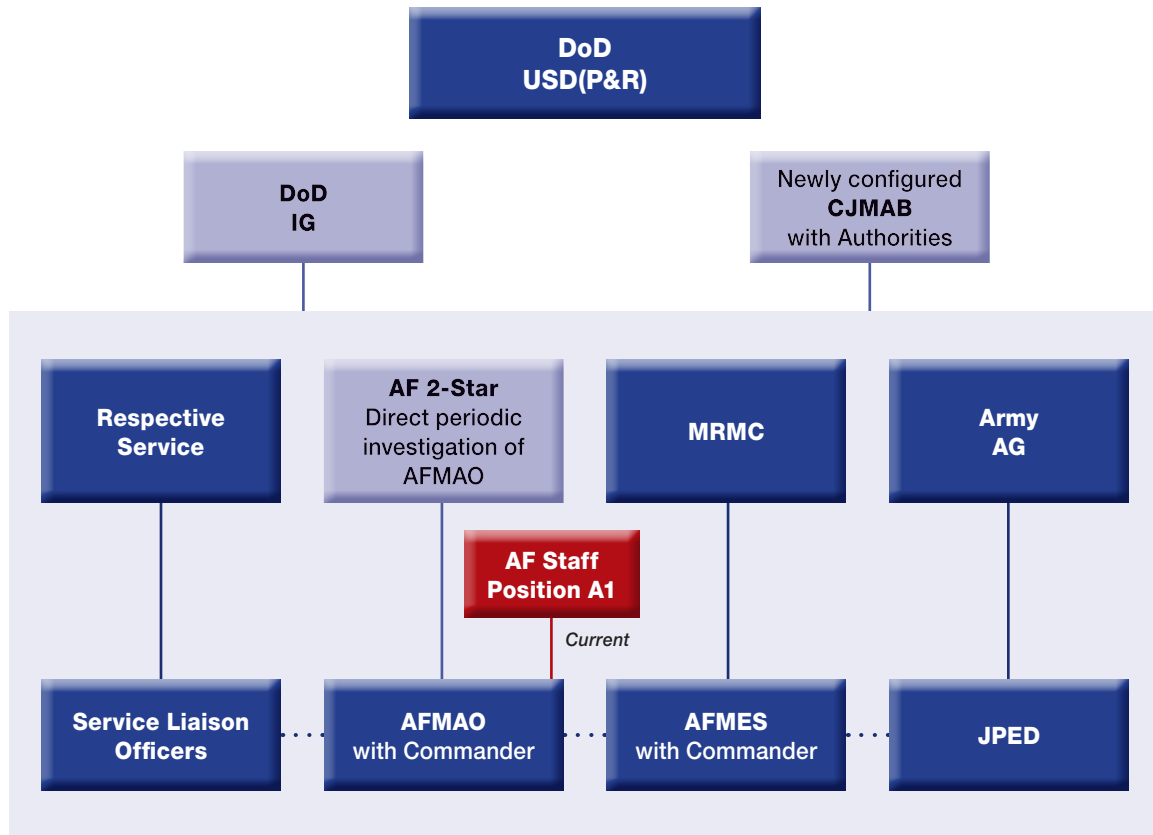 DoD
USD(P&R)
DoD
IG
Newly configured
CJMAB
with Authorities
Respective
Service
AF 2-Star
Direct periodic
investigation of
AFMAO
MRMC
Army
AG
AF Staff
Position A1
Current
Service Liaison
Officers
AFMAO
with Commander
AFMES
with Commander
JPED